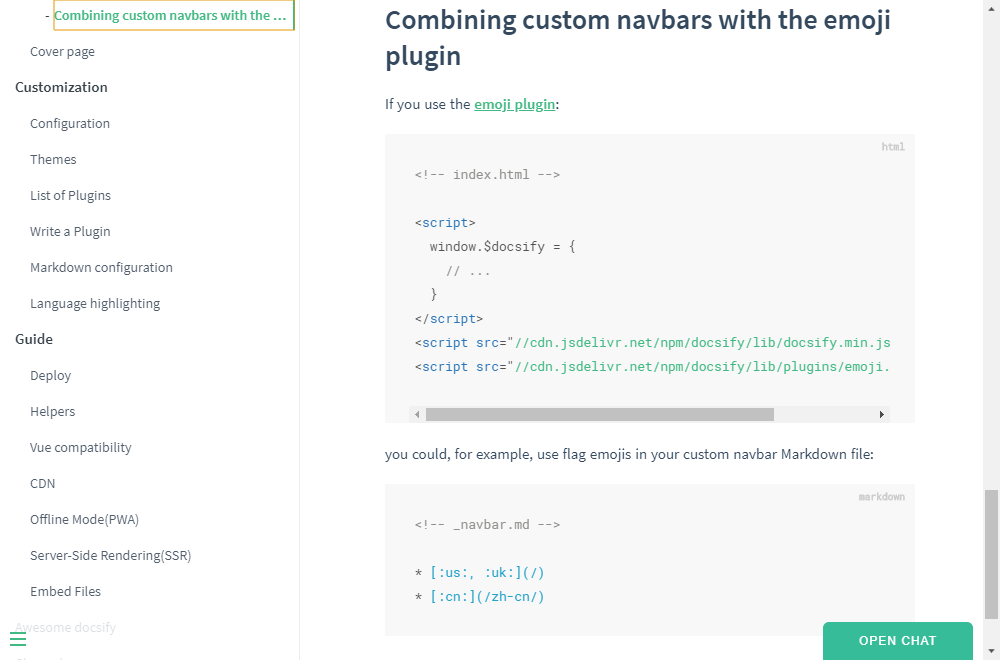 - Combining custom navbars with the ...
Cover page
Customization
Configuration
Themes
List of Plugins
Write a Plugin
Markdown configuration
Language highlighting
Guide
Deploy
Helpers
Vue compatibility
CDN
Offline Mode(PWA)
Server-Side Rendering(SSR)
Embed Files
Awesome docsify
Combining custom navbars with the emoji
plugin
If you use the emoji plugin:
html
<!-- index.html -->
<script>
window.$docsify = {
// ...
}
</script>
<script src="//cdn.jsdelivr.net/npm/docsify/lib/docsify.min.js
<script src="//cdn.jsdelivr.net/npm/docsify/lib/plugins/emoji.
you could, for example, use flag emojis in your custom navbar Markdown file:
markdown
<!-- _navbar.md -->
* [:us:, :uk:](/)
* [:cn:](/zh-cn/)
OPEN CHAT